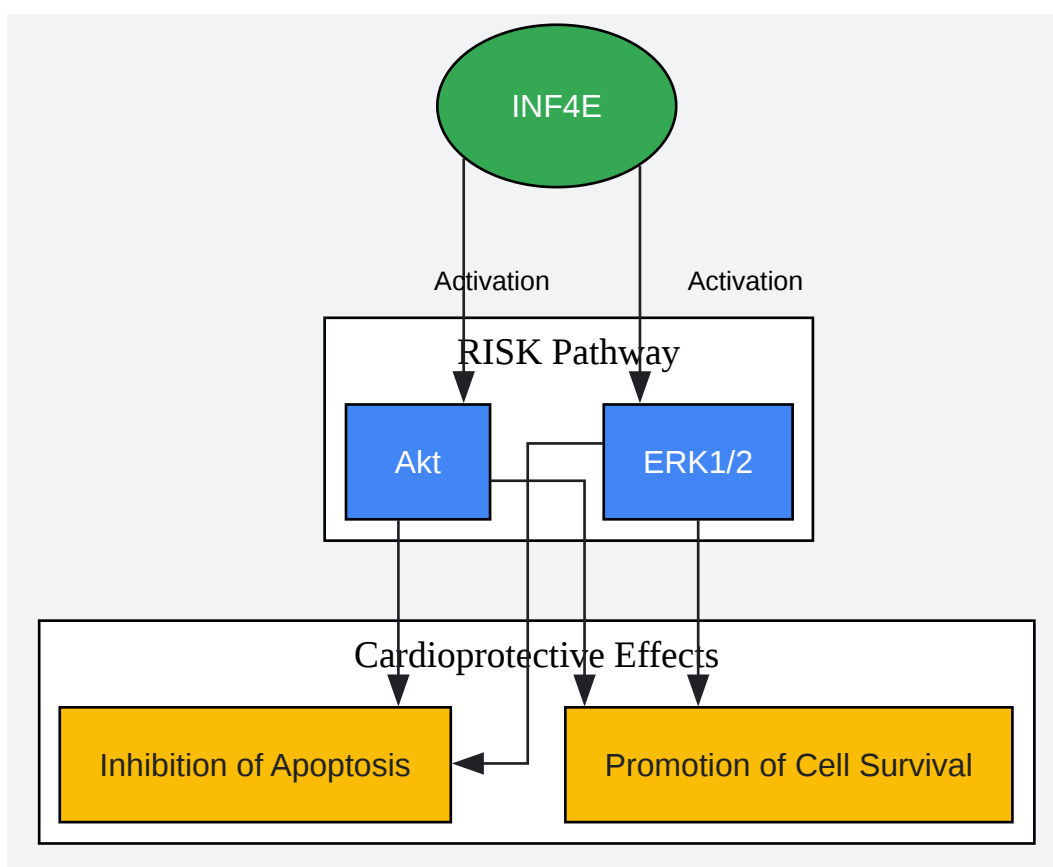 INF4E
Activation
Activation
RISK Pathway
Akt
ERK1/2
Cardioprotective Effects
Inhibition of Apoptosis
Promotion of Cell Survival